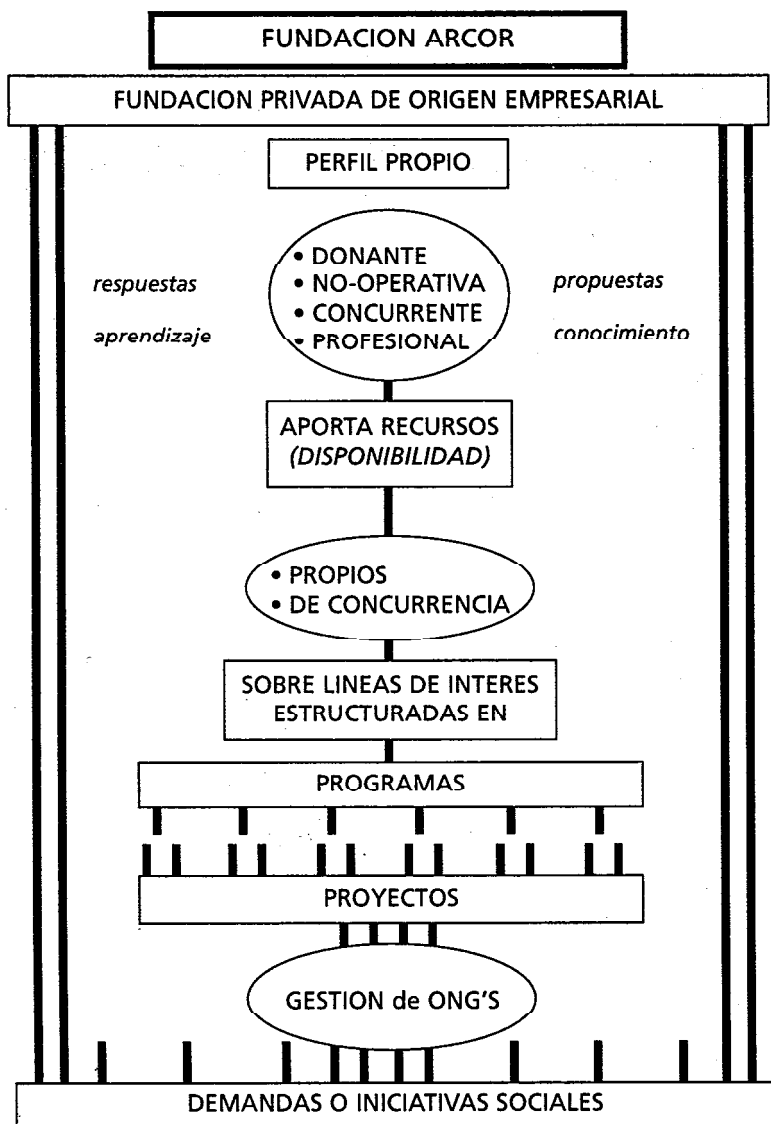 FUNDACION ARCOR
FUNDACION PRIVADA DE ORIGEN EMPRESARIAL
PERFIL PROPIO
• DONANTE
• NO-OPERATIVA
• CONCURRENTE
• PROFESIONAL
respuestas
aprendizaje
propuestas
conocimiento
APORTA RECURSOS
(DISPONIBILIDAD)
• PROPIOS
• DE CONCURRENCIA
SOBRE LINEAS DE INTERES
ESTRUCTURADAS EN
PROGRAMAS
PROYECTOS
GESTION de ONG'S
DEMANDAS O INICIATIVAS SOCIALES